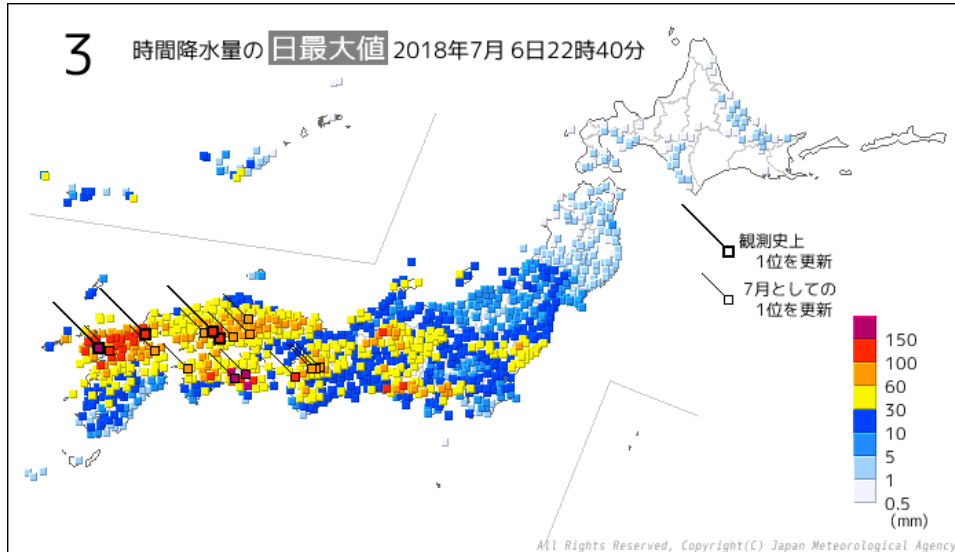 3 時間降水量の 日最大値 2018年7月 6日22時40分
観測史上
1位を更新
7月としての
1位を更新
150
100
60
30
10
5
1
0.5
(mm)
All Rights Reserved, Copyright(C) Japan Meteorological Agency